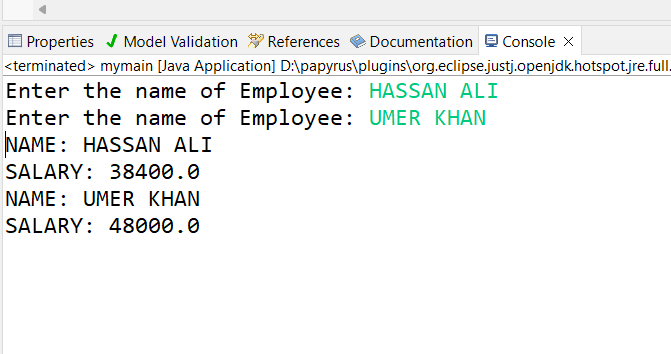 Properties Model Validation References Documentation Console
<terminated> mymain [Java Application] D:\papyrus\plugins\org.eclipse.justj.openjdk.hotspot.jre.full.
Enter the name of Employee: HASSAN ALI
Enter the name of Employee: UMER KHAN
NAME: HASSAN ALI
SALARY: 38400.0
NAME: UMER KHAN
SALARY: 48000.0